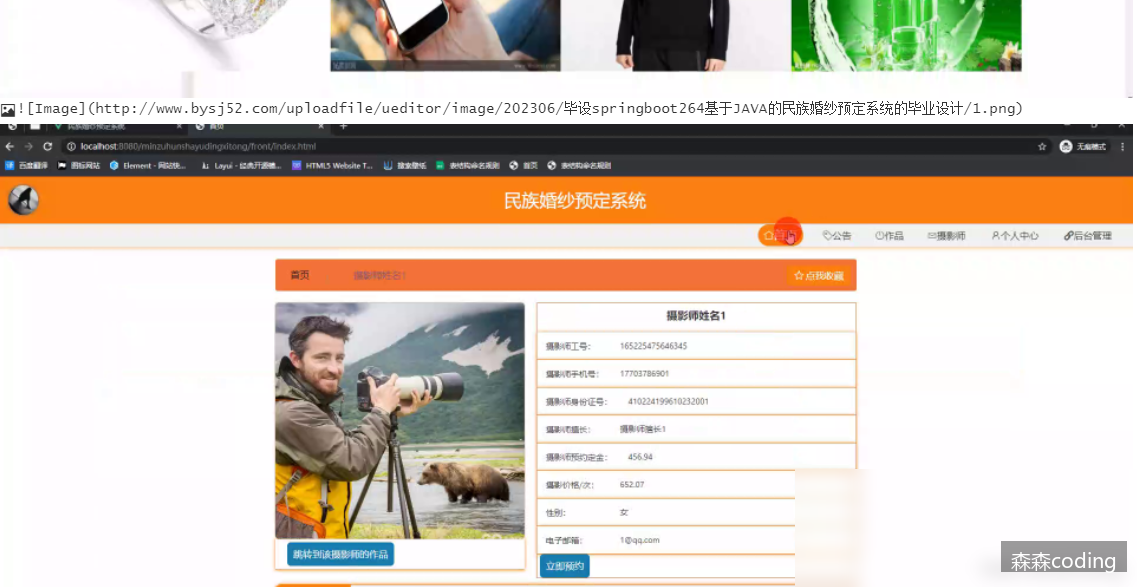 ![Image](http://www.bysj52.com/uploadfile/ueditor/image/202306/毕设springboot264基于JAVA的民族婚纱预定系统的毕业设计/1.png)
民族婚纱预定系统 首页
localhost:8080/minzuhunshayudingxitong/front/index.html 无痕模式
百度翻译 图标网站 Element - 网站快... Layui - 经典开源模... HTML5 Website T... 搜索壁纸 表结构命名规则 首页 表结构命名规则
民族婚纱预定系统
公告 作品 摄影师 个人中心 后台管理
首页 摄影师姓名1 点我收藏
摄影师姓名1
摄影师工号: 165225475646345
摄影师手机号: 17703786901
摄影师身份证号: 410224199610232001
摄影师擅长: 摄影师擅长1
摄影师预约定金: 456.94
摄影价格/次: 652.07
性别: 女
电子邮箱: 1@qq.com
跳转到该摄影师的作品
立即预约
森森coding